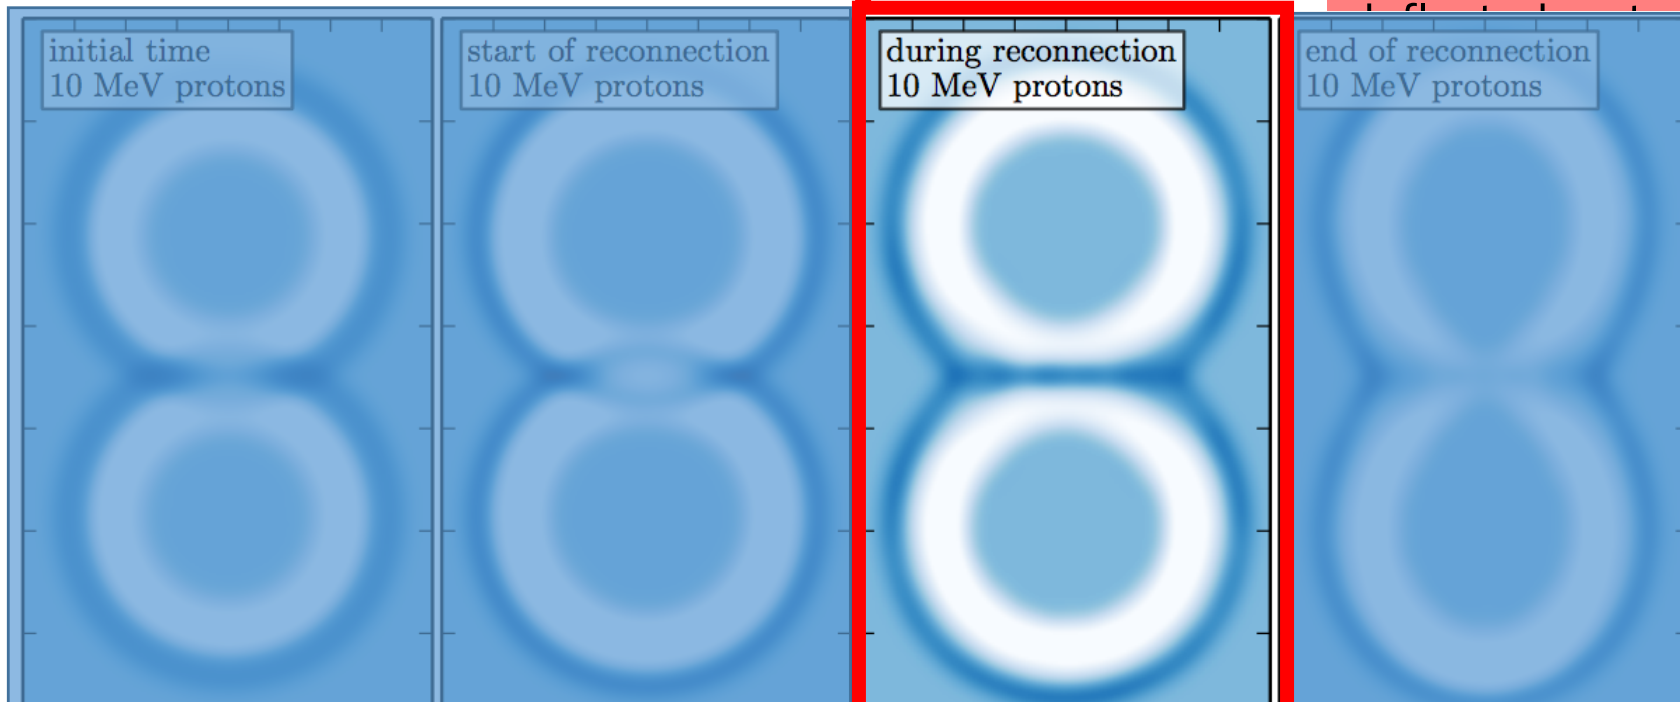 initial time
10 MeV protons
start of reconnection
10 MeV protons
during reconnection
10 MeV protons
end of reconnection
10 MeV protons